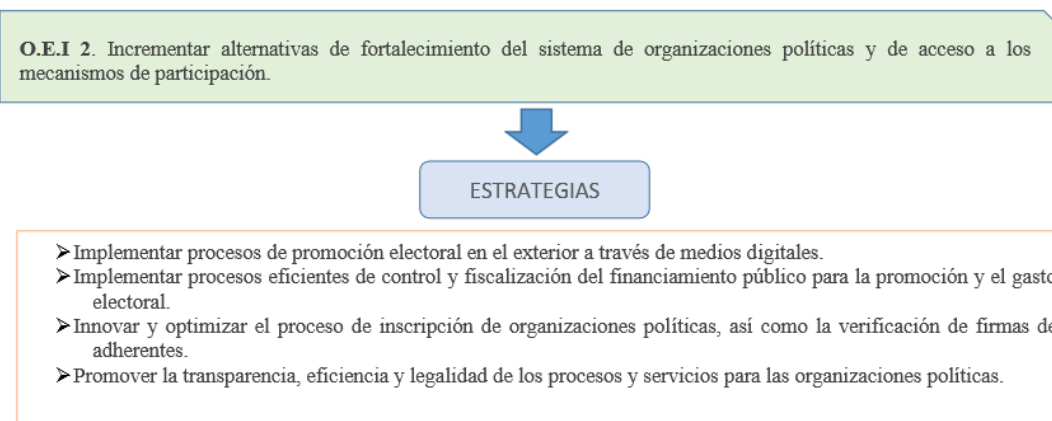 O.E.I 2. Incrementar alternativas de fortalecimiento del sistema de organizaciones políticas y de acceso a los
mecanismos de participación.
ESTRATEGIAS
➢Implementar procesos de promoción electoral en el exterior a través de medios digitales.
➢Implementar procesos eficientes de control y fiscalización del financiamiento público para la promoción y el gasto
electoral.
➢Innovar y optimizar el proceso de inscripción de organizaciones políticas, así como la verificación de firmas de
adherentes.
➢Promover la transparencia, eficiencia y legalidad de los procesos y servicios para las organizaciones políticas.